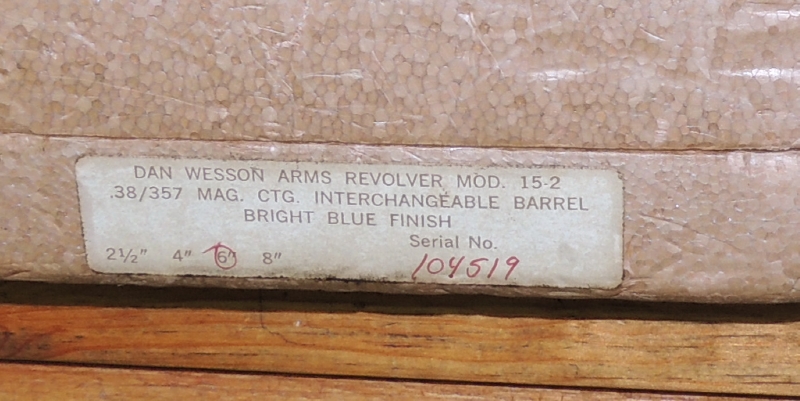 DAN WESSON ARMS REVOLVER MOD. 15-2
.38/357 MAG. CTG. INTERCHANGEABLE BARREL
BRIGHT BLUE FINISH
Serial No.
2½" 4" 6" 8" 104519